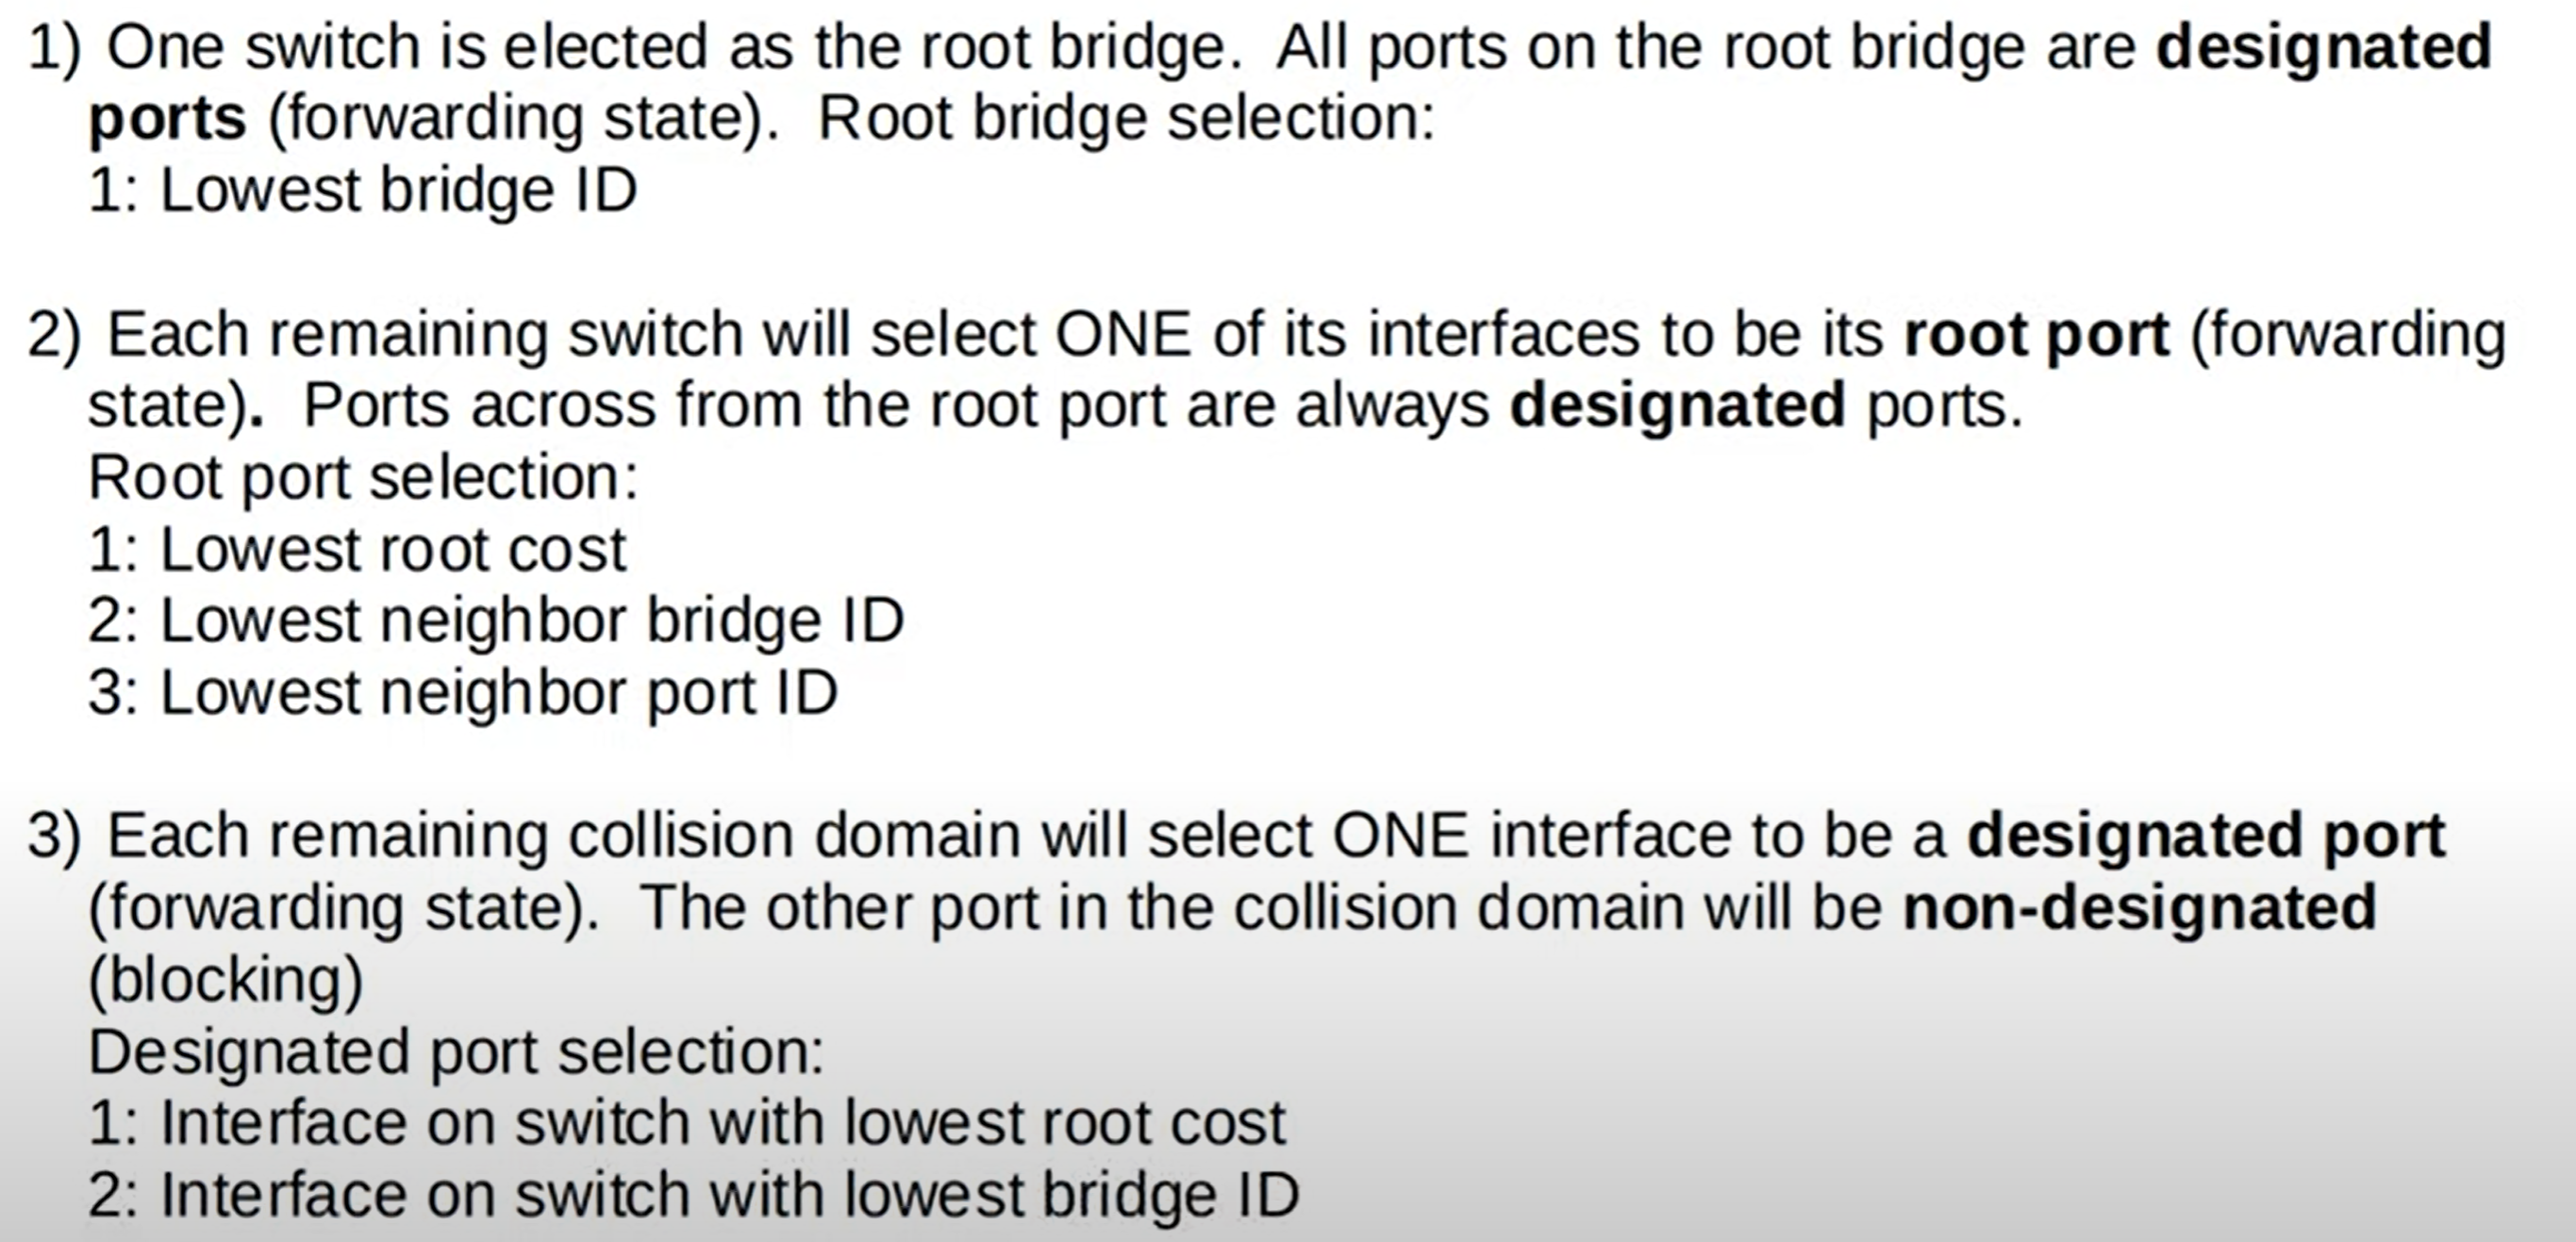 1) One switch is elected as the root bridge.  All ports on the root bridge are designated
ports (forwarding state).  Root bridge selection:
1: Lowest bridge ID
2) Each remaining switch will select ONE of its interfaces to be its root port (forwarding
state).  Ports across from the root port are always designated ports.
Root port selection:
1: Lowest root cost
2: Lowest neighbor bridge ID
3: Lowest neighbor port ID
3) Each remaining collision domain will select ONE interface to be a designated port
(forwarding state).  The other port in the collision domain will be non-designated
(blocking)
Designated port selection:
1: Interface on switch with lowest root cost
2: Interface on switch with lowest bridge ID